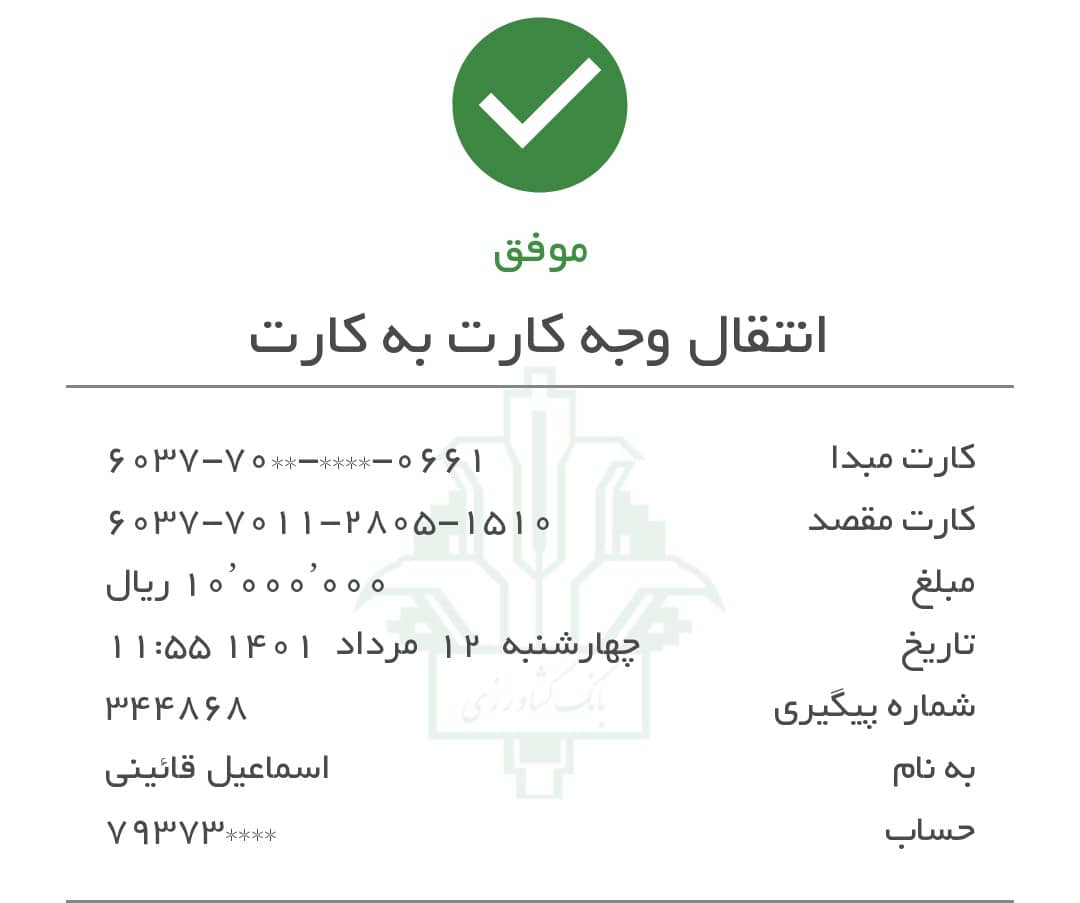 موفق
انتقال وجه کارت به کارت
کارت مبدا ۶۰۳۷-۷۰**-****-۰۶۶۱
کارت مقصد ۶۰۳۷-۷۰۱۱-۲۸۰۵-۱۵۱۰
مبلغ ۱۰٬۰۰۰٬۰۰۰ ریال
تاریخ چهارشنبه ۱۲ مرداد ۱۴۰۱ ۱۱:۵۵
شماره پیگیری ۳۴۴۸۶۸
به نام اسماعیل قائینی
حساب ۷۹۳۷۳****
بانک کشاورزی